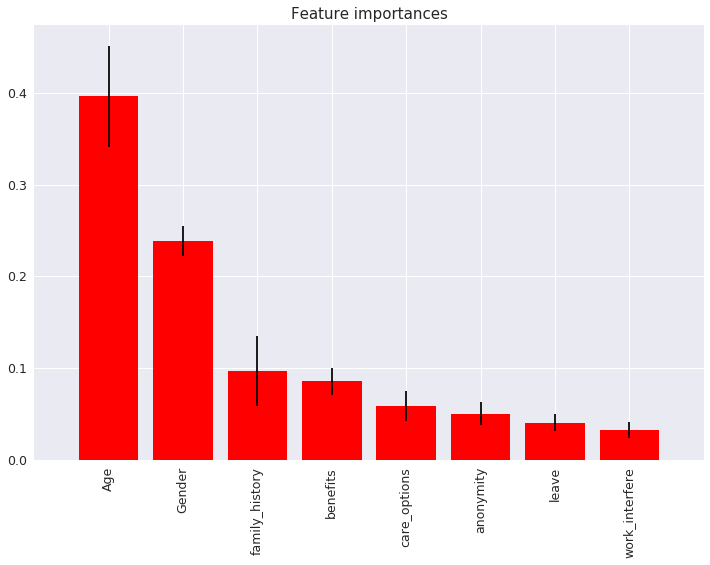 Feature importances
0.4
0.3
0.2
0.1
0.0
Age
Gender
family_history
benefits
care_options
anonymity
leave
work_interfere